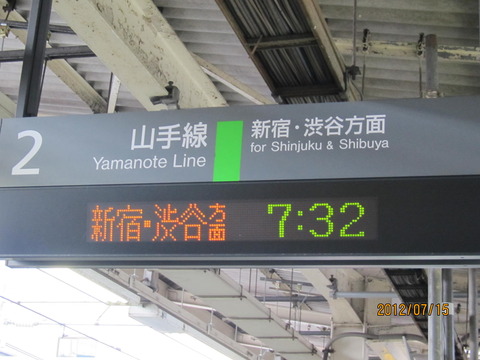 2
山手線
Yamanote Line
新宿・渋谷方面
for Shinjuku & Shibuya
新宿・渋谷方面 7:32
2012/07/15